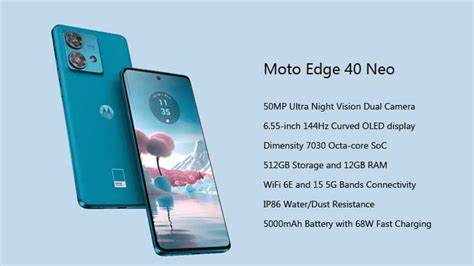 Moto Edge 40 Neo
50MP Ultra Night Vision Dual Camera
6.55-inch 144Hz Curved OLED display
Dimensity 7030 Octa-core SoC
512GB Storage and 12GB RAM
WiFi 6E and 15 5G Bands Connectivity
IP86 Water/Dust Resistance
5000mAh Battery with 68W Fast Charging
11
35